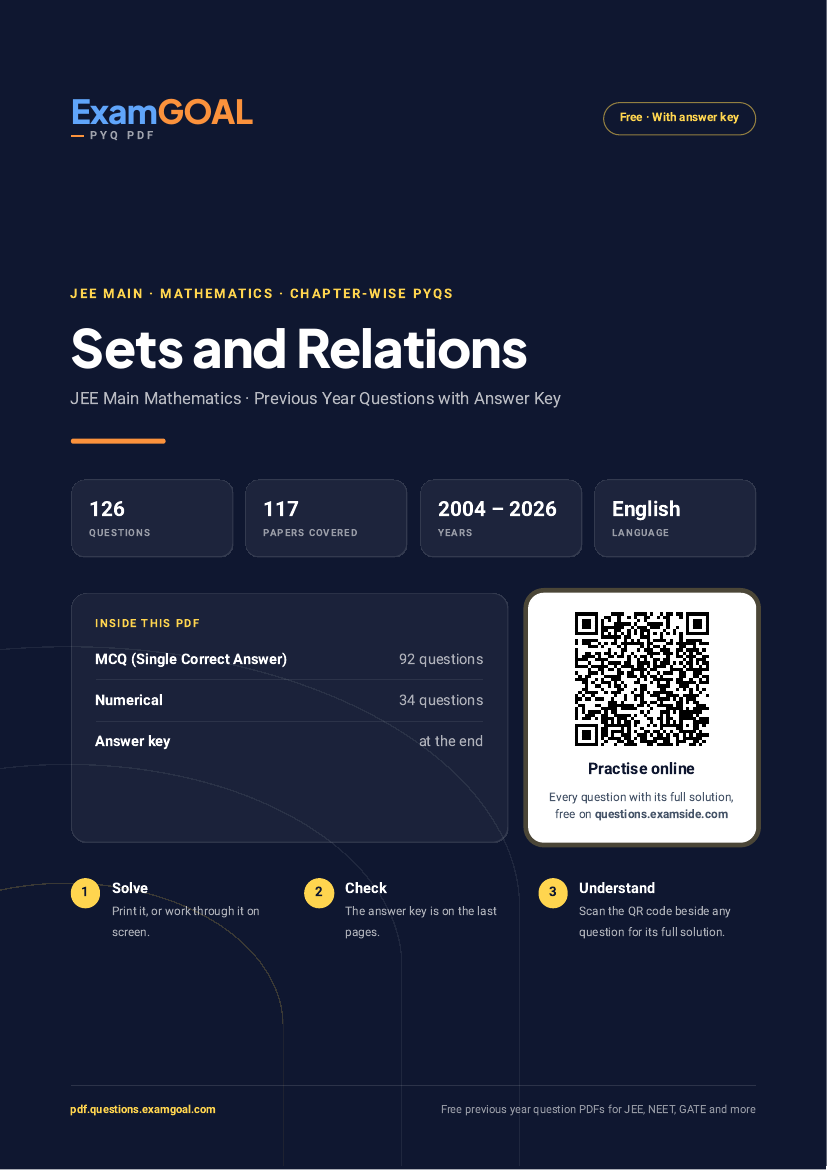 ExamGOAL
PYQ PDF
Free · With answer key
JEE MAIN · MATHEMATICS · CHAPTER-WISE PYQS
Sets and Relations
JEE Main Mathematics · Previous Year Questions with Answer Key
126
QUESTIONS
117
PAPERS COVERED
2004 – 2026
YEARS
English
LANGUAGE
INSIDE THIS PDF
MCQ (Single Correct Answer) 92 questions
Numerical 34 questions
Answer key at the end
Practise online
Every question with its full solution,
free on questions.examside.com
1 Solve
Print it, or work through it on
screen.
2 Check
The answer key is on the last
pages.
3 Understand
Scan the QR code beside any
question for its full solution.
pdf.questions.examgoal.com
Free previous year question PDFs for JEE, NEET, GATE and more